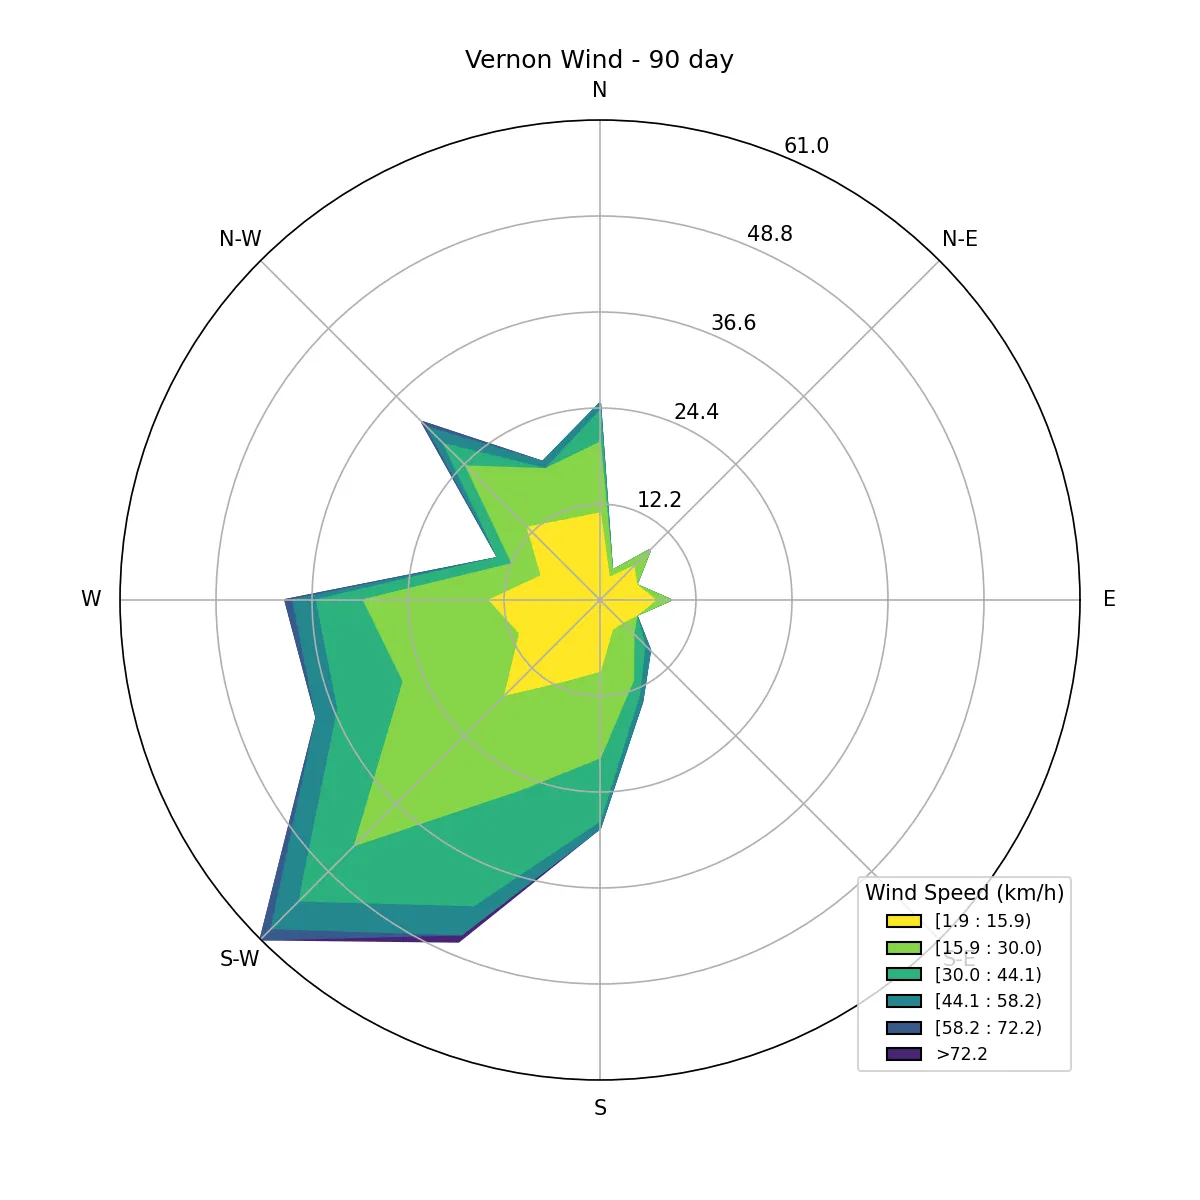 Vernon Wind - 90 day
N
61.0
N-W
48.8
N-E
36.6
24.4
12.2
W
E
S-W
S-E
S
Wind Speed (km/h)
[1.9 : 15.9)
[15.9 : 30.0)
[30.0 : 44.1)
[44.1 : 58.2)
[58.2 : 72.2)
>72.2